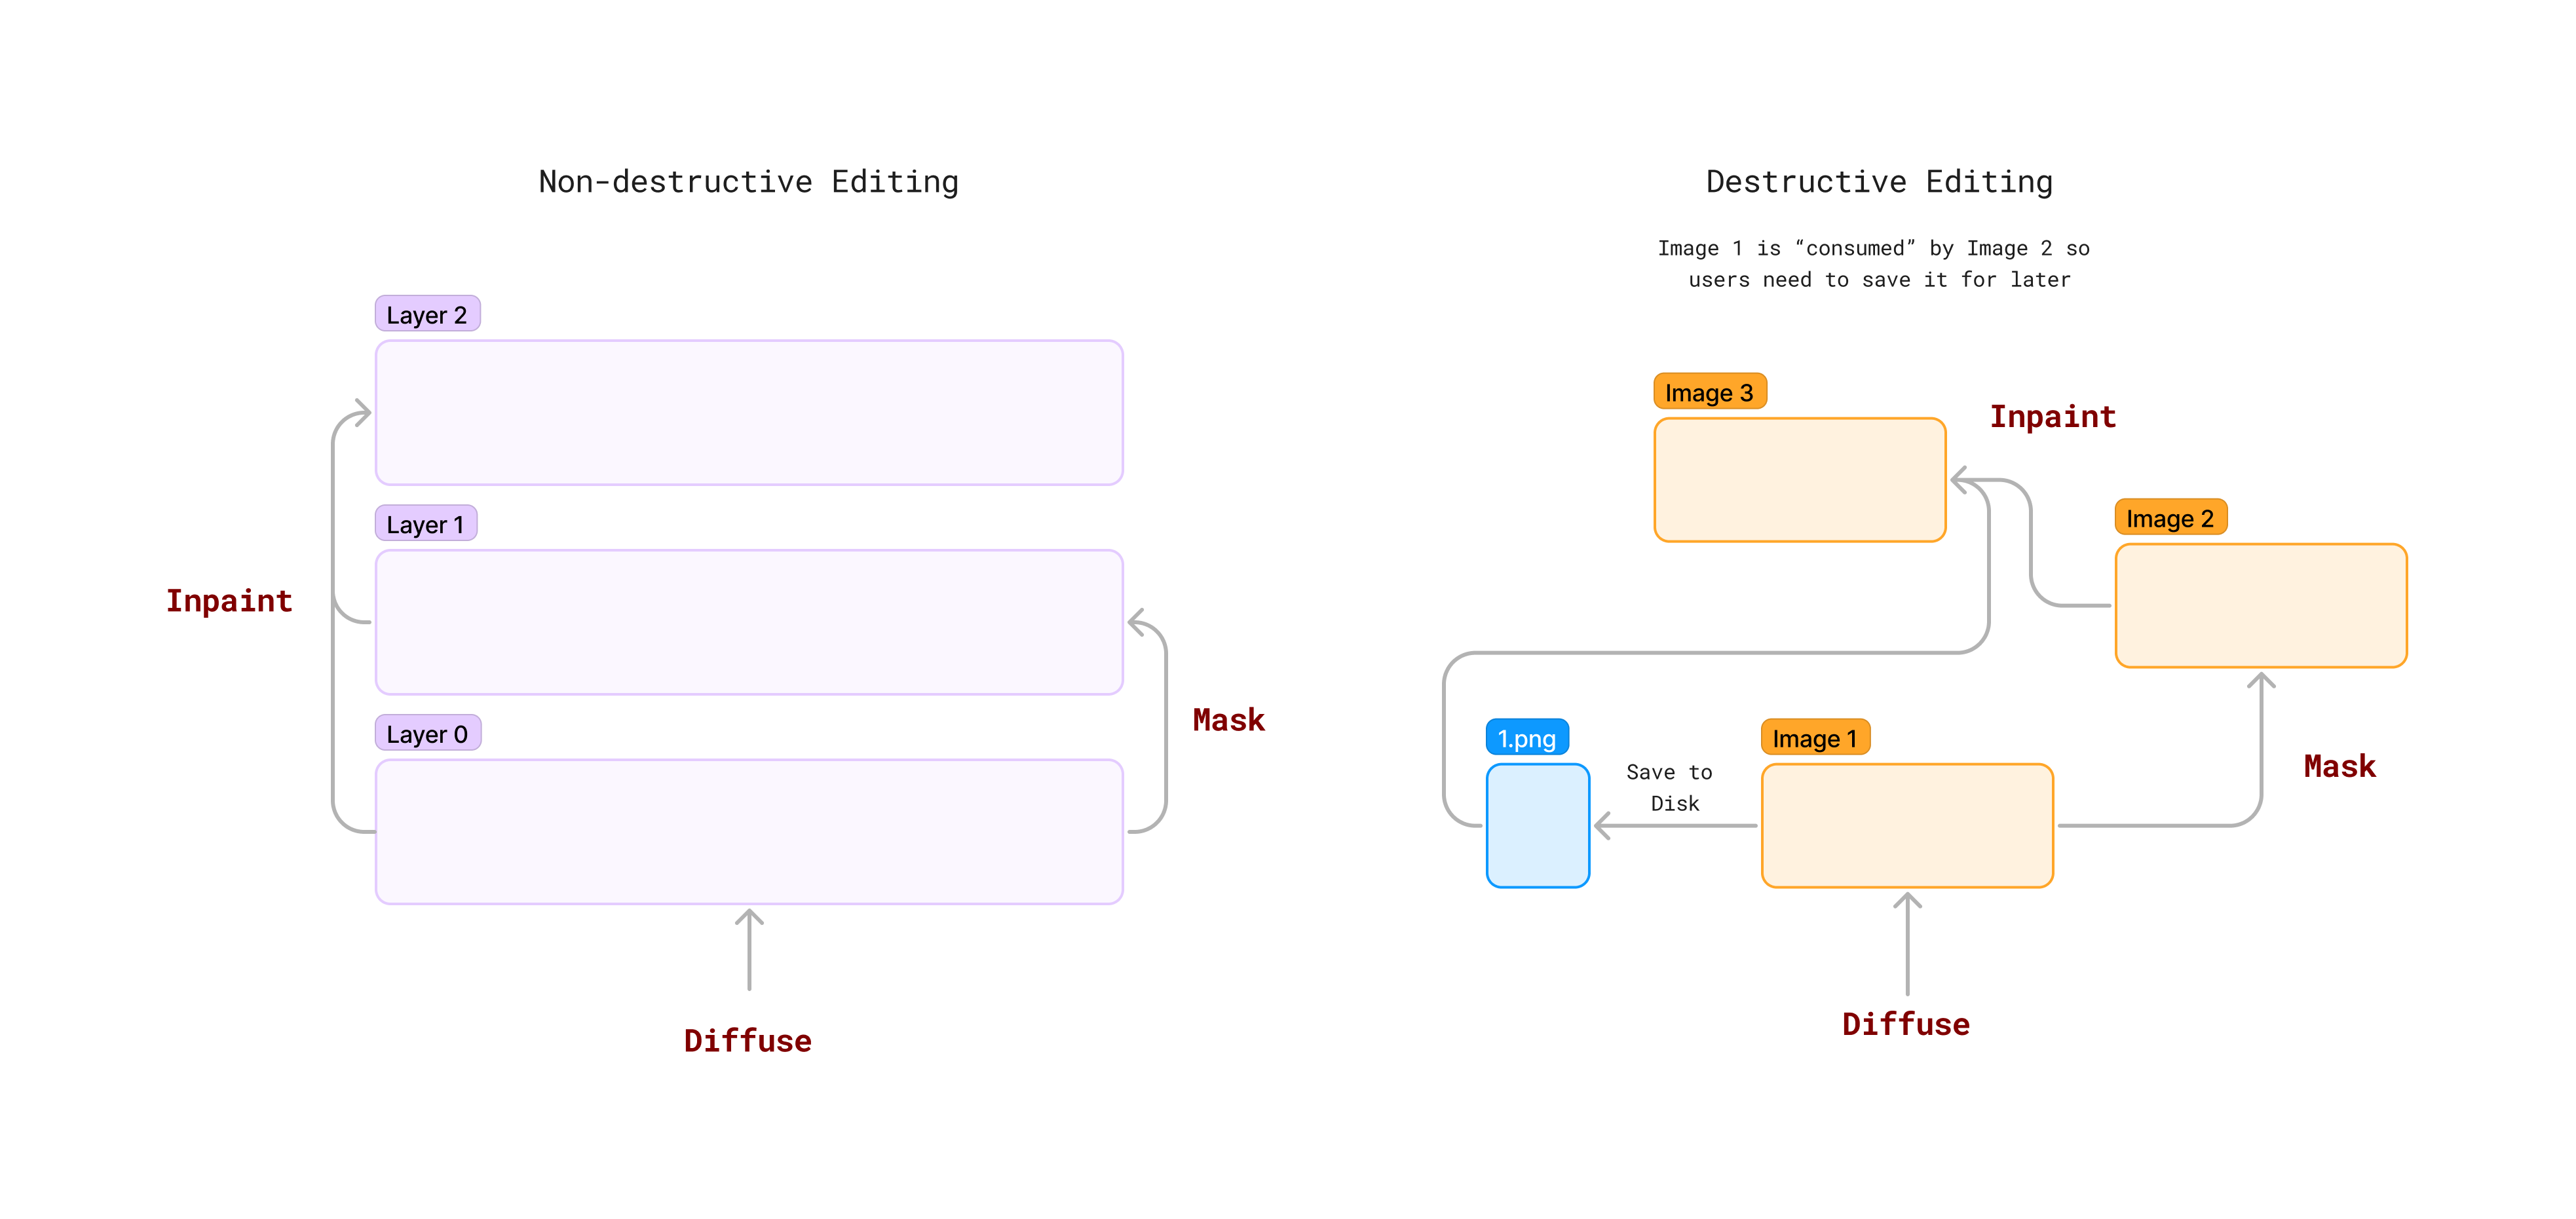 Non-destructive Editing
Layer 2
Layer 1
Inpaint
Mask
Layer 0
Diffuse
Destructive Editing
Image 1 is “consumed” by Image 2 so
users need to save it for later
Image 3
Inpaint
Image 2
1.png
Save to
Disk
Image 1
Mask
Diffuse